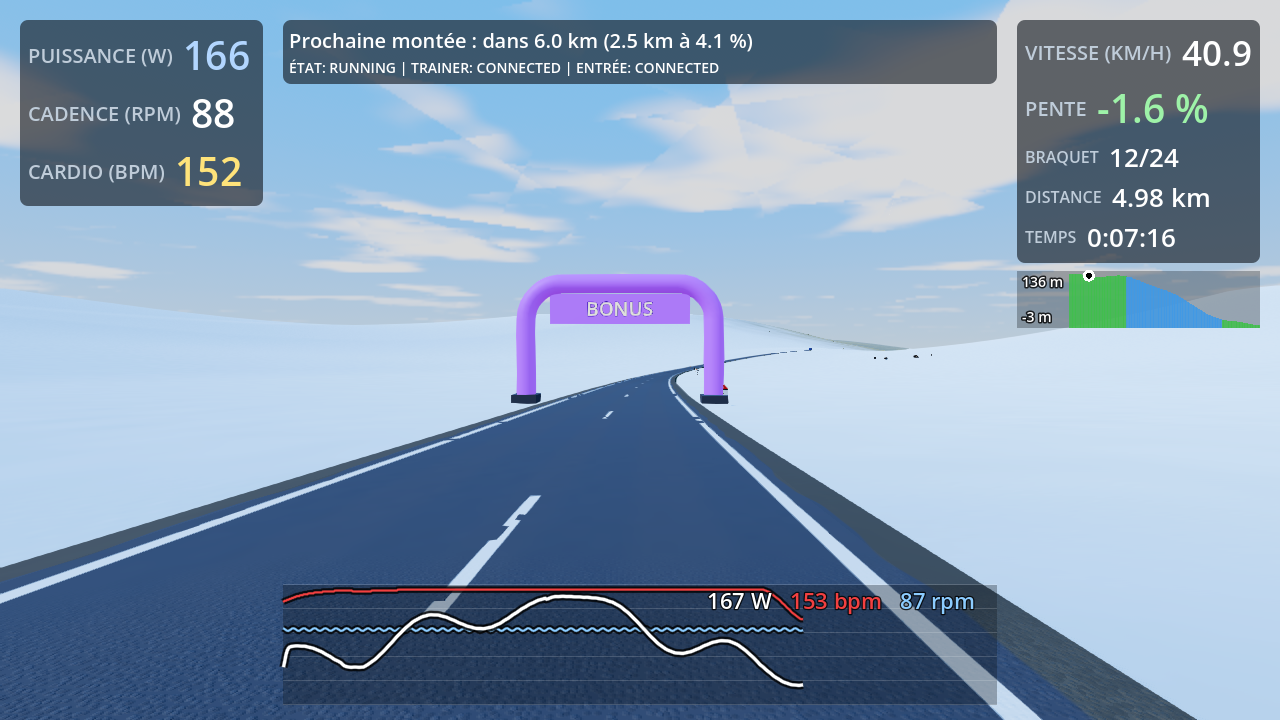 PUISSANCE (W) 166
CADENCE (RPM) 88
CARDIO (BPM) 152
Prochaine montée : dans 6.0 km (2.5 km à 4.1 %)
ÉTAT: RUNNING | TRAINER: CONNECTED | ENTRÉE: CONNECTED
VITESSE (KM/H) 40.9
PENTE -1.6 %
BRAQUET 12/24
DISTANCE 4.98 km
TEMPS 0:07:16
136 m
-3 m
BONUS
167 W 153 bpm 87 rpm